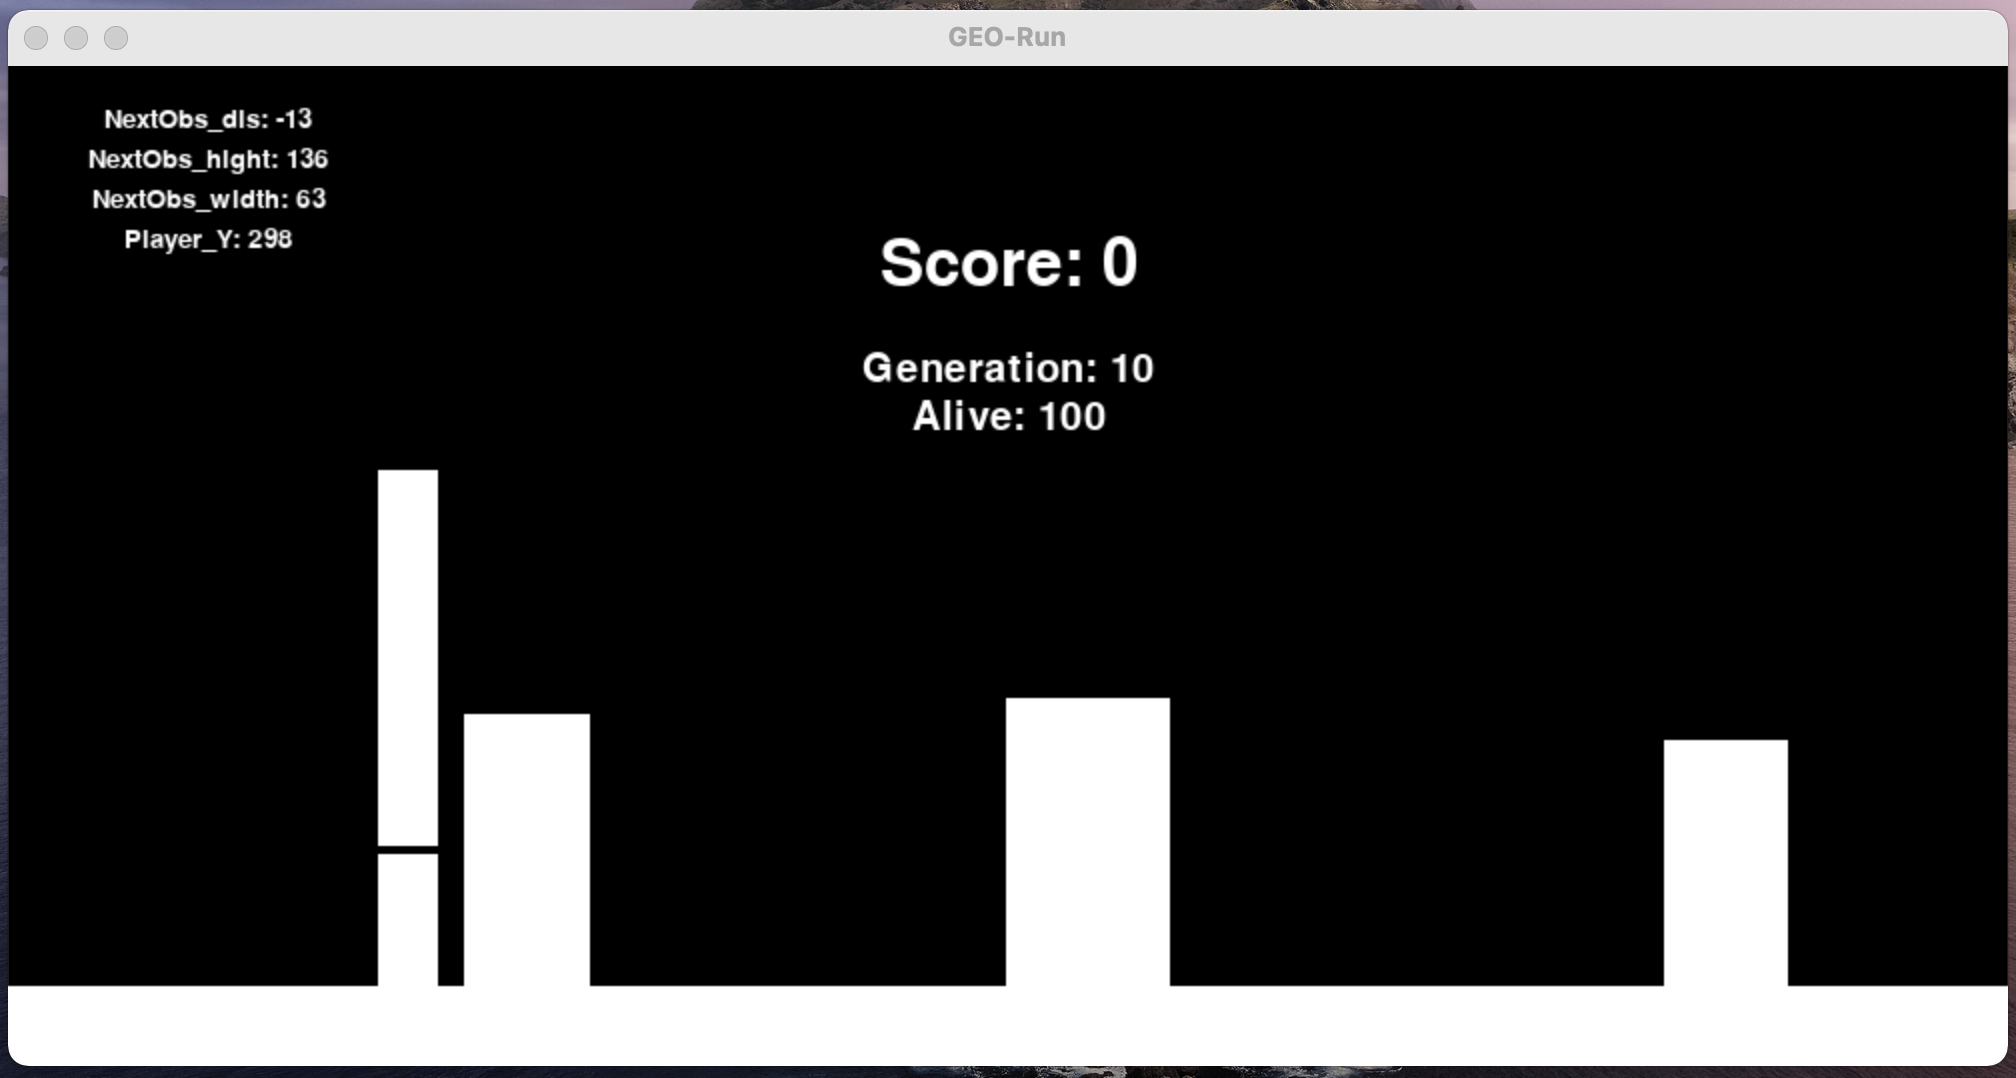 GEO-Run
NextObs_dis: -13
NextObs_hight: 136
NextObs_width: 63
Player_Y: 298
Score: 0
Generation: 10
Alive: 100